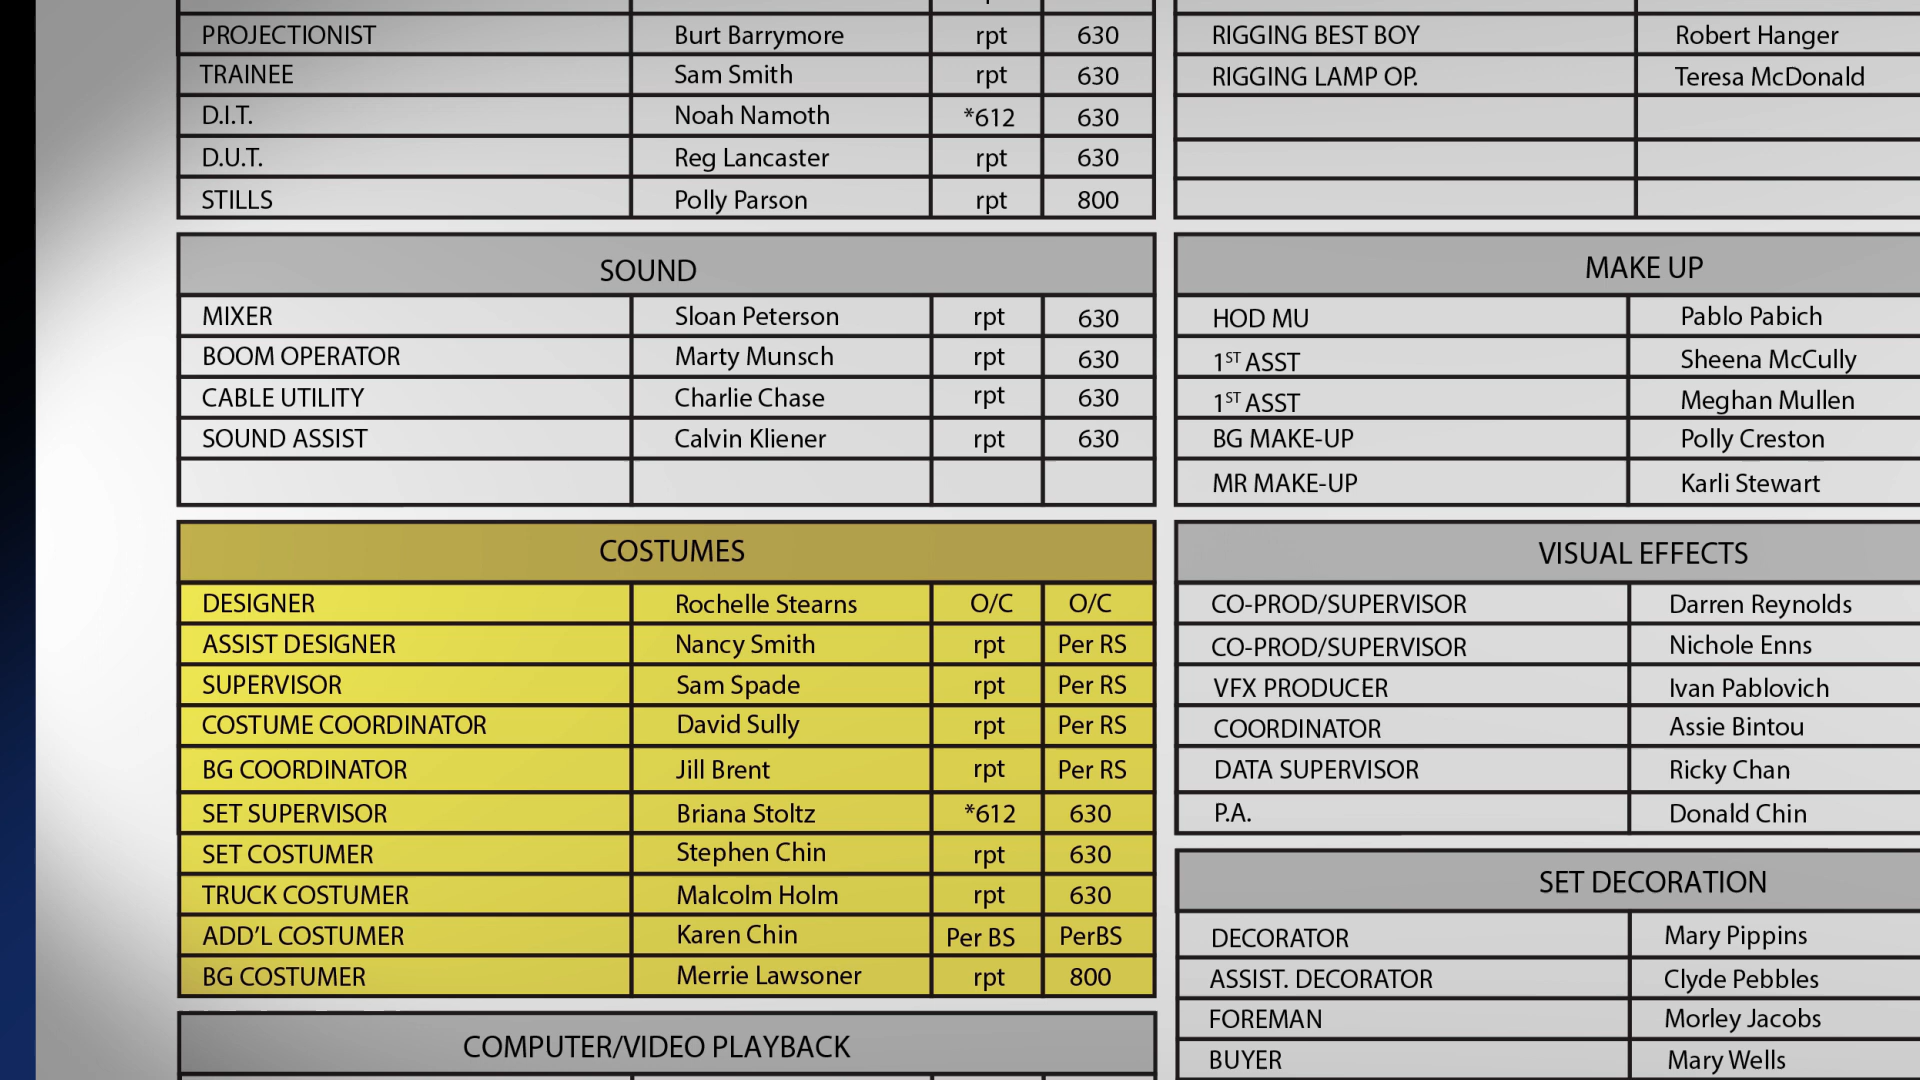 PROJECTIONIST Burt Barrymore rpt 630
TRAINEE Sam Smith rpt 630
D.I.T. Noah Namoth *612 630
D.U.T. Reg Lancaster rpt 630
STILLS Polly Parson rpt 800
RIGGING BEST BOY Robert Hanger
RIGGING LAMP OP. Teresa McDonald
SOUND
MIXER Sloan Peterson rpt 630
BOOM OPERATOR Marty Munsch rpt 630
CABLE UTILITY Charlie Chase rpt 630
SOUND ASSIST Calvin Kliener rpt 630
MAKE UP
HOD MU Pablo Pabich
1ST ASST Sheena McCully
1ST ASST Meghan Mullen
BG MAKE-UP Polly Creston
MR MAKE-UP Karli Stewart
COSTUMES
DESIGNER Rochelle Stearns O/C O/C
ASSIST DESIGNER Nancy Smith rpt Per RS
SUPERVISOR Sam Spade rpt Per RS
COSTUME COORDINATOR David Sully rpt Per RS
BG COORDINATOR Jill Brent rpt Per RS
SET SUPERVISOR Briana Stoltz *612 630
SET COSTUMER Stephen Chin rpt 630
TRUCK COSTUMER Malcolm Holm rpt 630
ADD’L COSTUMER Karen Chin Per BS PerBS
BG COSTUMER Merrie Lawsoner rpt 800
VISUAL EFFECTS
CO-PROD/SUPERVISOR Darren Reynolds
CO-PROD/SUPERVISOR Nichole Enns
VFX PRODUCER Ivan Pablovich
COORDINATOR Assie Bintou
DATA SUPERVISOR Ricky Chan
P.A. Donald Chin
SET DECORATION
DECORATOR Mary Pippins
ASSIST. DECORATOR Clyde Pebbles
FOREMAN Morley Jacobs
BUYER Mary Wells
COMPUTER/VIDEO PLAYBACK